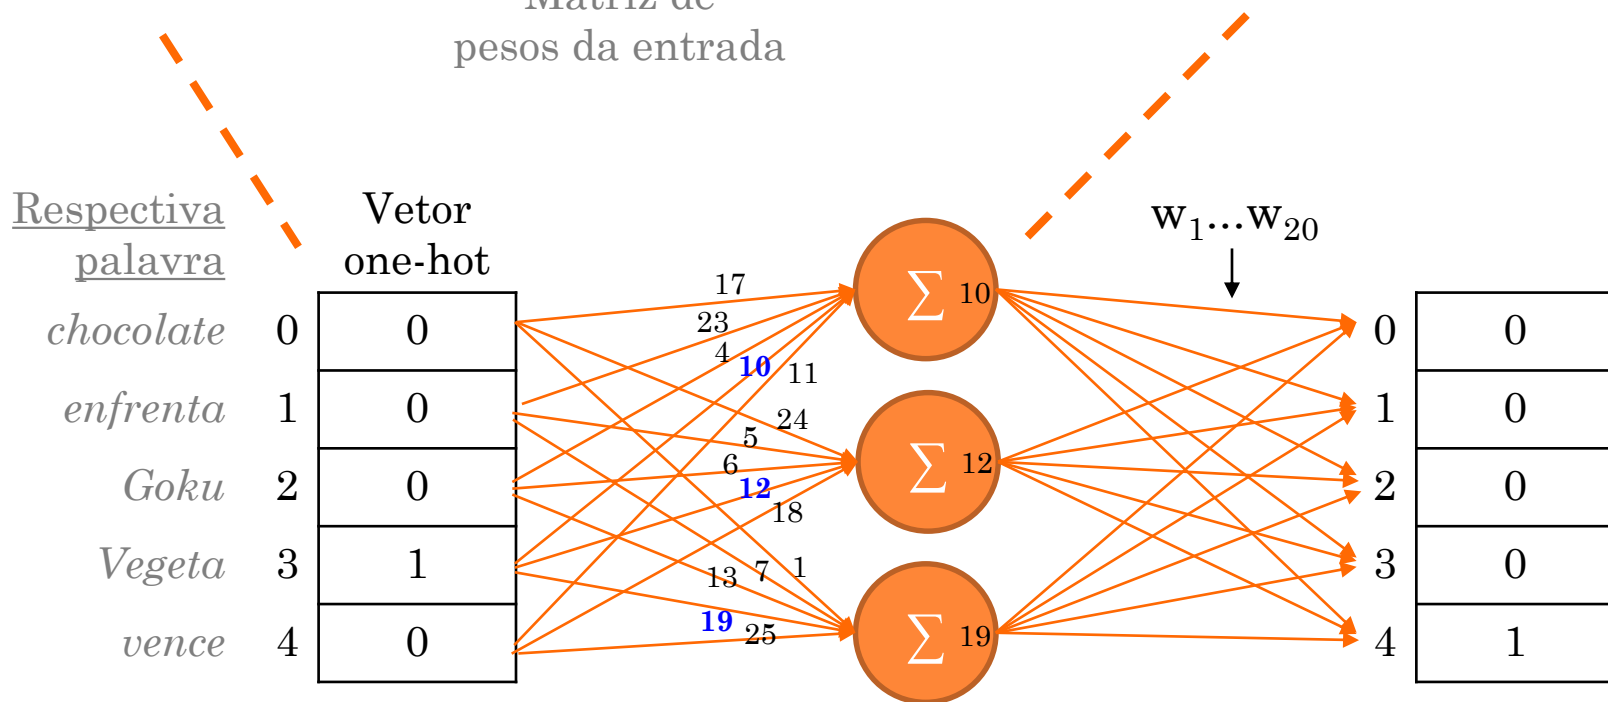 Matriz de
pesos da entrada
Respectiva
palavra
Vetor
one-hot
w1...w20
chocolate 0 0
enfrenta 1 0
Goku 2 0
Vegeta 3 1
vence 4 0
17
23
4
10
11
24
5
6
12
18
1
7
13
19
25
∑ 10
∑ 12
∑ 19
0 0
1 0
2 0
3 0
4 1